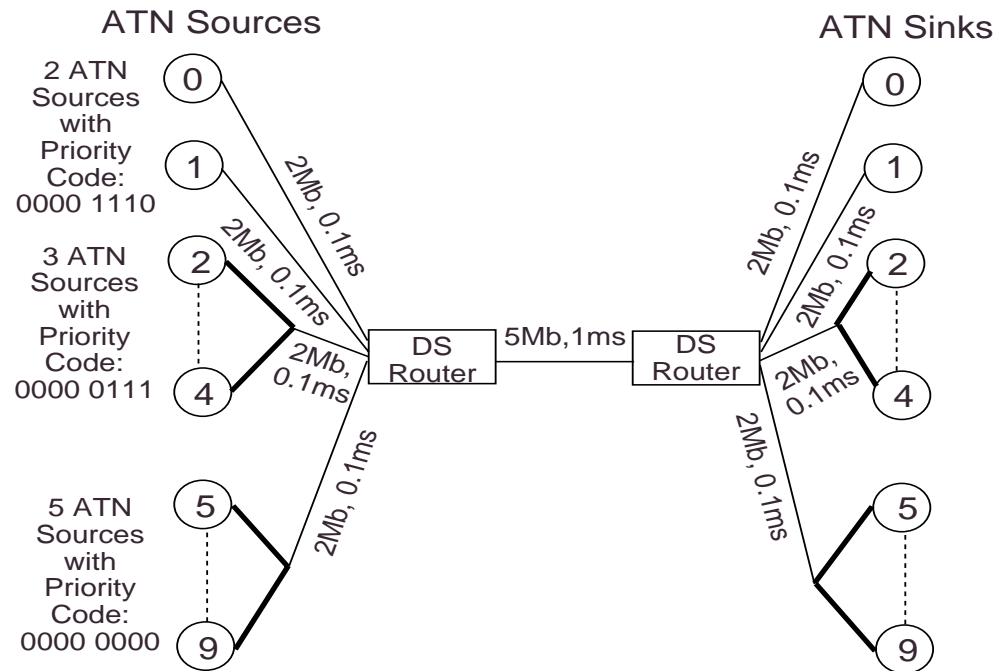 ATN Sources
ATN Sinks
2 ATN
Sources
with
Priority
Code:
0000 1110
3 ATN
Sources
with
Priority
Code:
0000 0111
5 ATN
Sources
with
Priority
Code:
0000 0000
0
1
2
4
5
9
2Mb, 0.1ms
2Mb, 0.1ms
2Mb,
0.1ms
2Mb, 0.1ms
DS
Router
5Mb,1ms
DS
Router
2Mb, 0.1ms
2Mb, 0.1ms
2Mb,
0.1ms
2Mb, 0.1ms
0
1
2
4
5
9